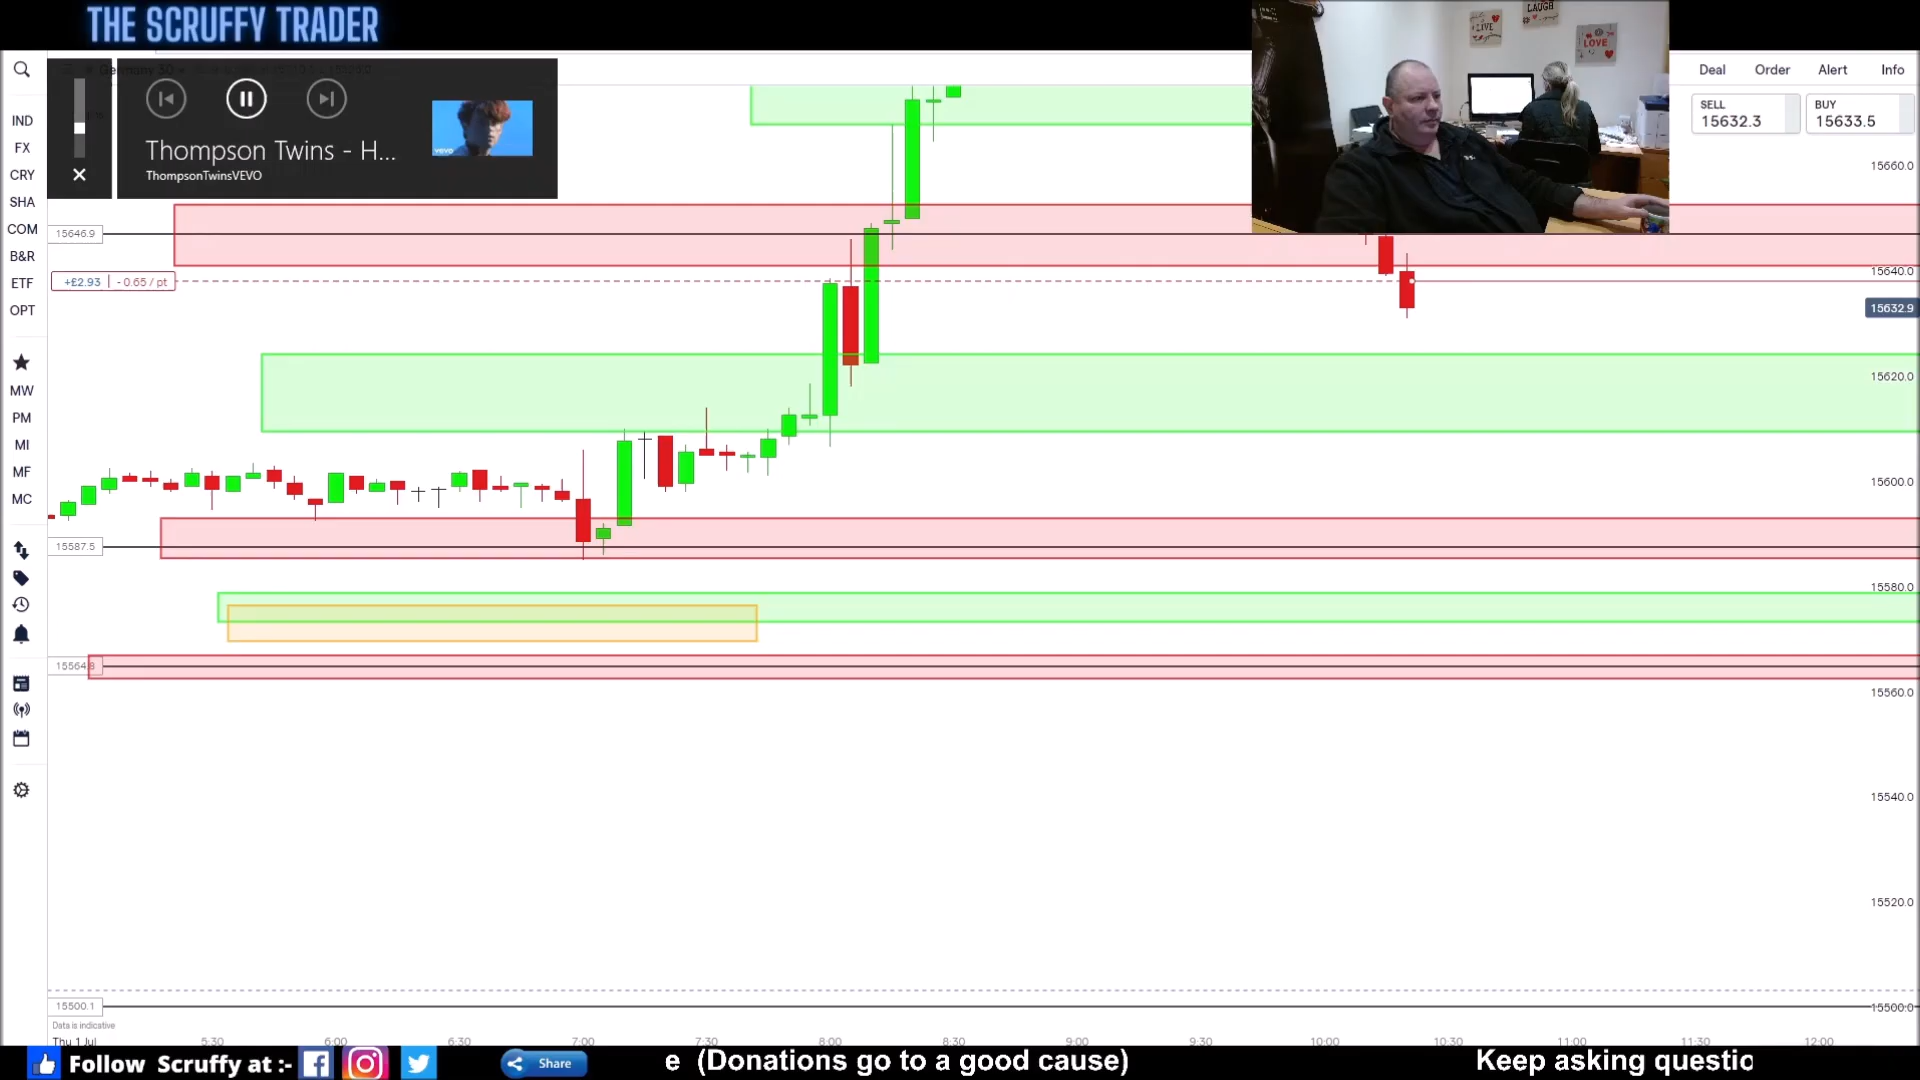 THE SCRUFFY TRADER
Thompson Twins - H...
ThompsonTwinsVEVO
vevo
LIVE
LAUGH
LOVE
Deal Order Alert Info
SELL
15632.3
BUY
15633.5
IND
FX
CRY
SHA
COM
B&R
ETF
OPT
MW
PM
MI
MF
MC
15646.9
+£2.93 | -0.65 / pt
15587.5
15564.8
15500.1
15660.0
15640.0
15632.9
15620.0
15600.0
15580.0
15560.0
15540.0
15520.0
15500.0
Data is indicative
Thu 1 Jul 5:30 6:00 6:30 7:00 7:30 8:00 8:30 9:00 9:30 10:00 10:30 11:00 11:30 12:00
Follow Scruffy at :- Share e (Donations go to a good cause) Keep asking questio